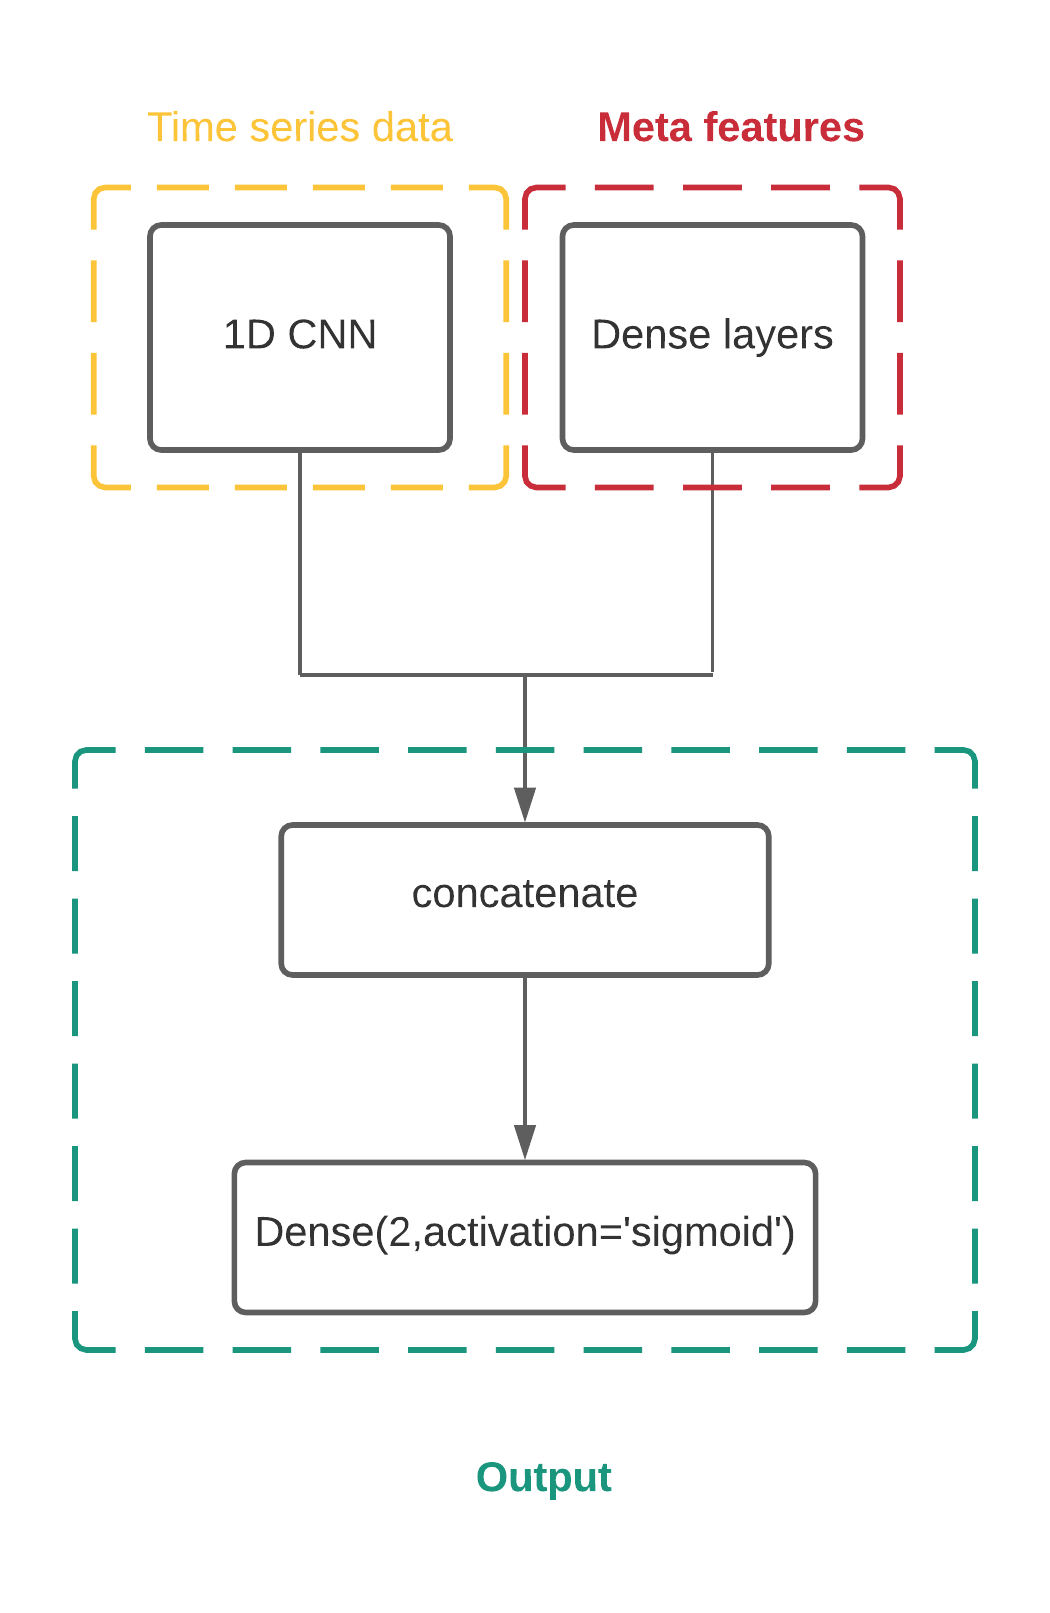 Time series data
Meta features
1D CNN
Dense layers
concatenate
Dense(2,activation='sigmoid')
Output